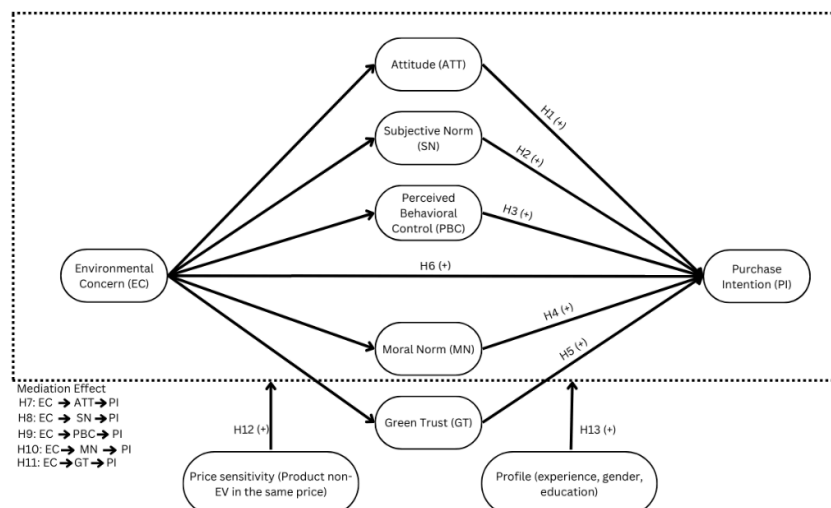 Attitude (ATT)
H1 (+)
Subjective Norm
(SN)
H2 (+)
Perceived
Behavioral
Control (PBC)
H3 (+)
Environmental
Concern (EC)
H6 (+)
Purchase
Intention (PI)
H4 (+)
Moral Norm (MN)
H5 (+)
Mediation Effect
H7: EC → ATT → PI
H8: EC → SN → PI
H9: EC → PBC → PI
H10: EC → MN → PI
H11: EC → GT → PI
H12 (+)
Green Trust (GT)
H13 (+)
Price sensitivity (Product non-
EV in the same price)
Profile (experience, gender,
education)